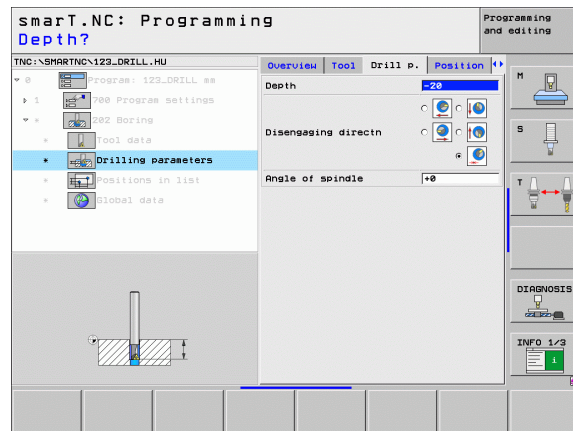 smarT.NC: Programming
Programming and editing
Depth?
TNC:\SMARTNC\123_DRILL.HU
Overview Tool Drill p. Position
0 Program: 123_DRILL mm
1 700 Program settings
* 202 Boring
* Tool data
* Drilling parameters
* Positions in list
* Global data
Depth -20
Disengaging directn
Angle of spindle +0
M
S
T
DIAGNOSIS
INFO 1/3
i